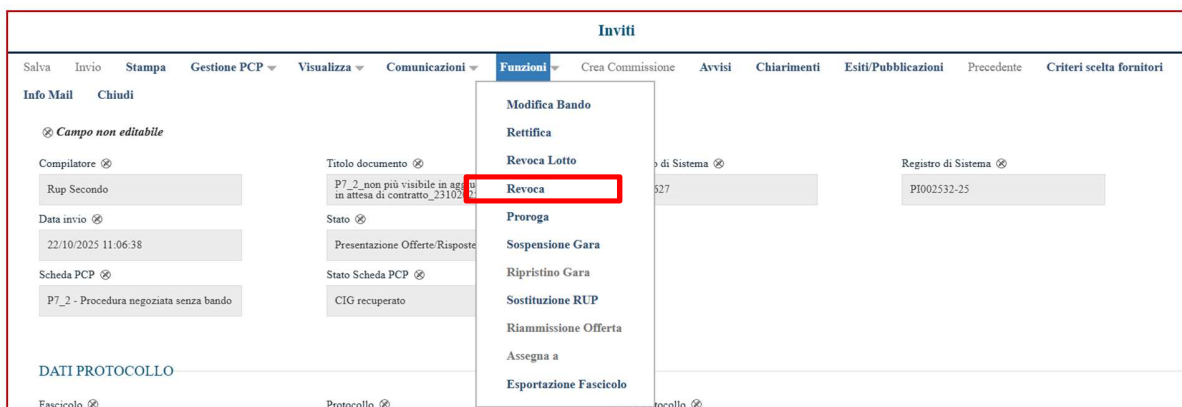 Inviti
Salva Invio Stampa Gestione PCP Visualizza Comunicazioni Funzioni Crea Commissione Avvisi Chiarimenti Esiti/Pubblicazioni Precedente Criteri scelta fornitori
Info Mail Chiudi
Modifica Bando
Rettifica
Revoca Lotto
Revoca
Proroga
Sospensione Gara
Ripristino Gara
Sostituzione RUP
Riammissione Offerta
Assegna a
Esportazione Fascicolo
Campo non editabile
Compilatore Titolo documento di Sistema Registro di Sistema
Rup Secondo
P7_2_non più visibile in
in attesa di
PI002532-25
Data invio Stato
22/10/2025 11:06:38 Presentazione Offerte/Risposte
Scheda PCP Stato Scheda PCP
P7_2 - Procedura negoziata senza bando CIG recuperato
DATI PROTOCOLLO
Fascicolo Protocollo